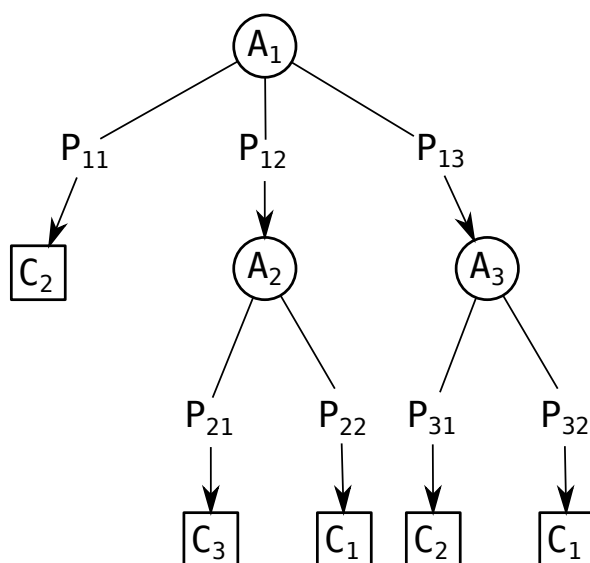 A₁
P₁₁ P₁₂ P₁₃
C₂ A₂ A₃
P₂₁ P₂₂ P₃₁ P₃₂
C₃ C₁ C₂ C₁